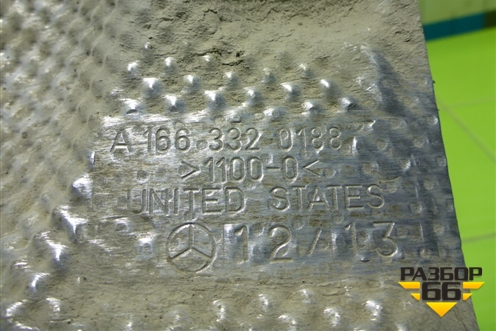 A 166 332 0188
>1100-0<
UNITED STATES
12/13
РАЗБОР
66